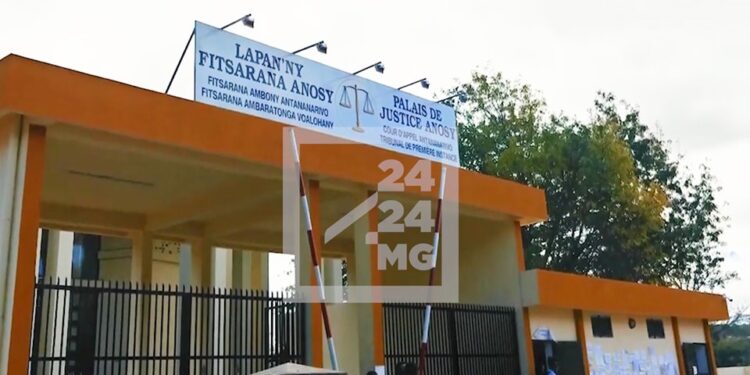 LAPAN'NY
FITSARANA ANOSY
FITSARANA AMBONY ANTANANARIVO
FITSARANA AMBARATONGA VOALOHANY
PALAIS DE
JUSTICE ANOSY
COUR D'APPEL ANTANANARIVO
TRIBUNAL DE PREMIÈRE INSTANCE
24
24
.MG